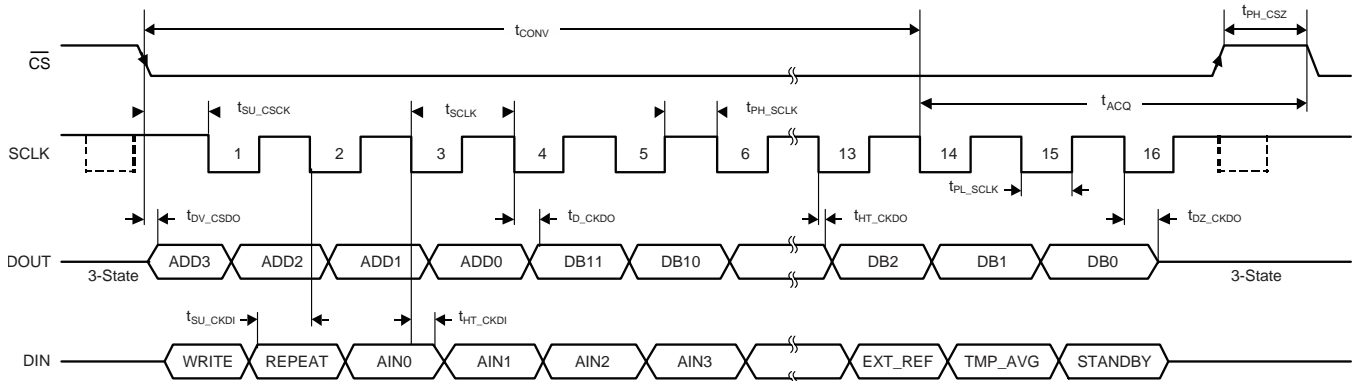 tCONV
tPH_CSZ
CS
tSU_CSCK
tSCLK
tPH_SCLK
tACQ
SCLK
1 2 3 4 5 6 13 14 15 16
tPL_SCLK
tDV_CSDO
tD_CKDO
tHT_CKDO
tDZ_CKDO
DOUT
3-State
ADD3 ADD2 ADD1 ADD0 DB11 DB10 DB2 DB1 DB0
3-State
tSU_CKDI
tHT_CKDI
DIN
WRITE REPEAT AIN0 AIN1 AIN2 AIN3 EXT_REF TMP_AVG STANDBY